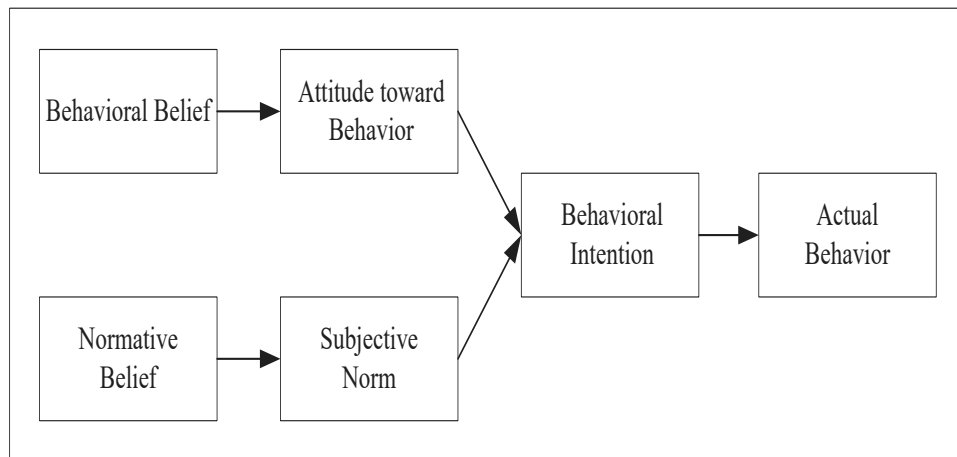 Behavioral Belief
Attitude toward
Behavior
Behavioral
Intention
Actual
Behavior
Normative
Belief
Subjective
Norm